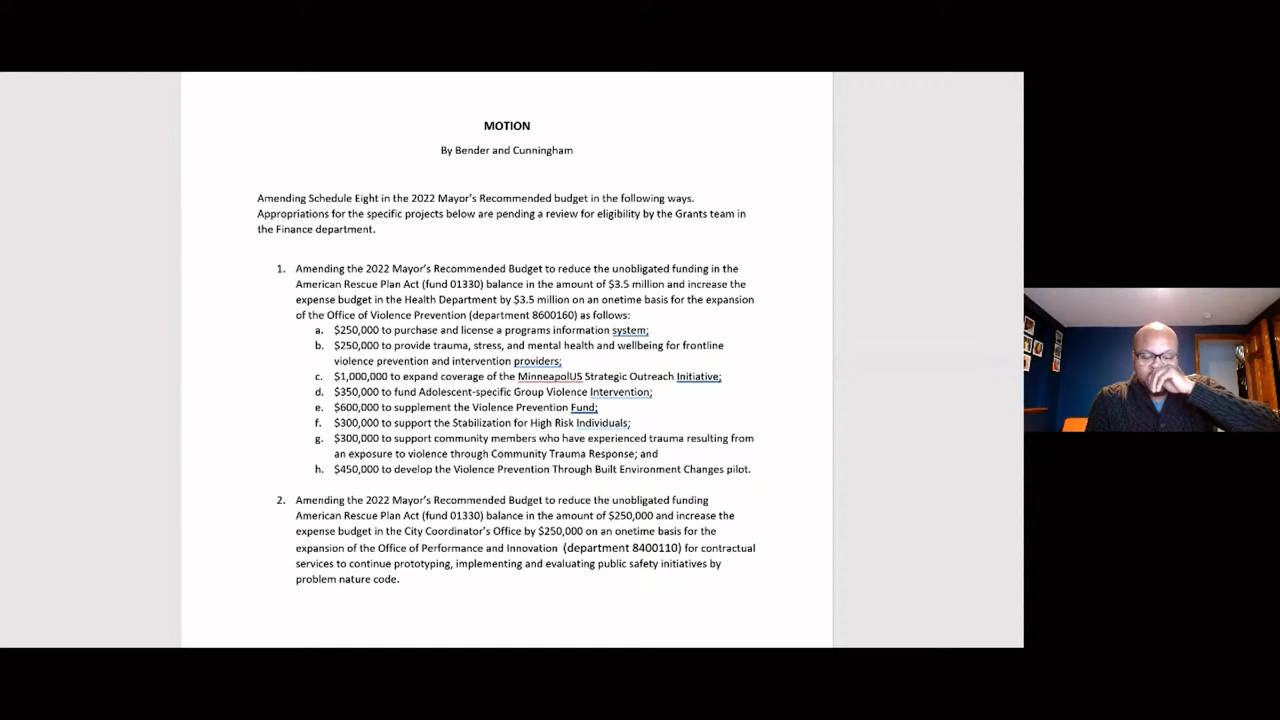 MOTION
By Bender and Cunningham
Amending Schedule Eight in the 2022 Mayor's Recommended budget in the following ways.
Appropriations for the specific projects below are pending a review for eligibility by the Grants team in
the Finance department.
1. Amending the 2022 Mayor's Recommended Budget to reduce the unobligated funding in the
American Rescue Plan Act (fund 01330) balance in the amount of $3.5 million and increase the
expense budget in the Health Department by $3.5 million on an onetime basis for the expansion
of the Office of Violence Prevention (department 8600160) as follows:
a. $250,000 to purchase and license a programs information system;
b. $250,000 to provide trauma, stress, and mental health and wellbeing for frontline
violence prevention and intervention providers;
c. $1,000,000 to expand coverage of the MinneapolUS Strategic Outreach Initiative;
d. $350,000 to fund Adolescent-specific Group Violence Intervention;
e. $600,000 to supplement the Violence Prevention Fund;
f. $300,000 to support the Stabilization for High Risk Individuals;
g. $300,000 to support community members who have experienced trauma resulting from
an exposure to violence through Community Trauma Response; and
h. $450,000 to develop the Violence Prevention Through Built Environment Changes pilot.
2. Amending the 2022 Mayor's Recommended Budget to reduce the unobligated funding
American Rescue Plan Act (fund 01330) balance in the amount of $250,000 and increase the
expense budget in the City Coordinator's Office by $250,000 on an onetime basis for the
expansion of the Office of Performance and Innovation (department 8400110) for contractual
services to continue prototyping, implementing and evaluating public safety initiatives by
problem nature code.